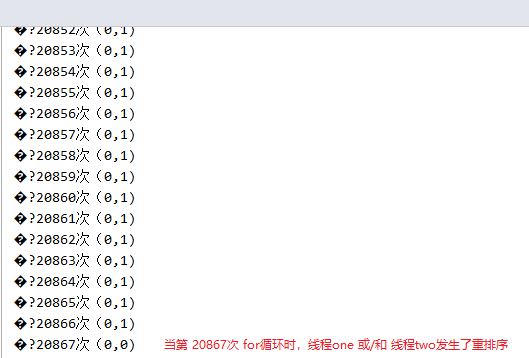 �?20852次（0,1)
�?20853次（0,1)
�?20854次（0,1)
�?20855次（0,1)
�?20856次（0,1)
�?20857次（0,1)
�?20858次（0,1)
�?20859次（0,1)
�?20860次（0,1)
�?20861次（0,1)
�?20862次（0,1)
�?20863次（0,1)
�?20864次（0,1)
�?20865次（0,1)
�?20866次（0,1)
�?20867次（0,0) 当第 20867次 for循环时，线程one 或/和 线程two发生了重排序